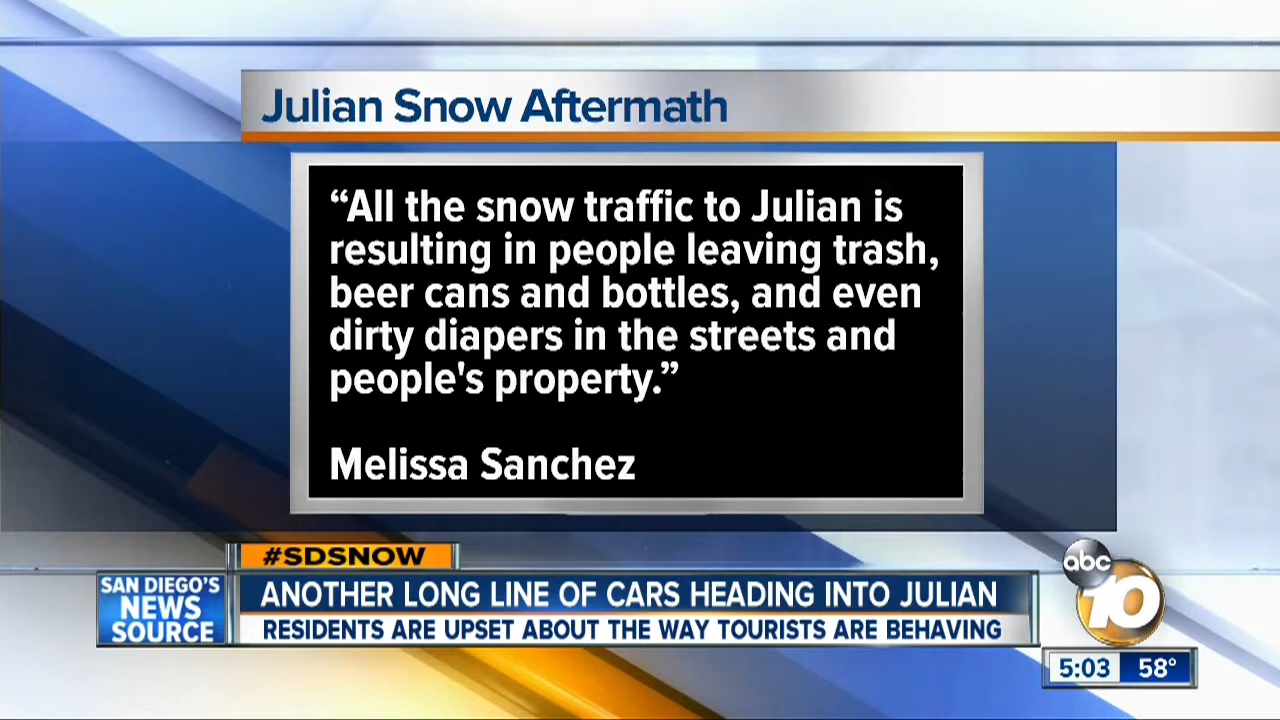 Julian Snow Aftermath
“All the snow traffic to Julian is
resulting in people leaving trash,
beer cans and bottles, and even
dirty diapers in the streets and
people's property.”
Melissa Sanchez
#SDSNOW
SAN DIEGO’S
NEWS
SOURCE
ANOTHER LONG LINE OF CARS HEADING INTO JULIAN
RESIDENTS ARE UPSET ABOUT THE WAY TOURISTS ARE BEHAVING
abc
10
5:03 58°